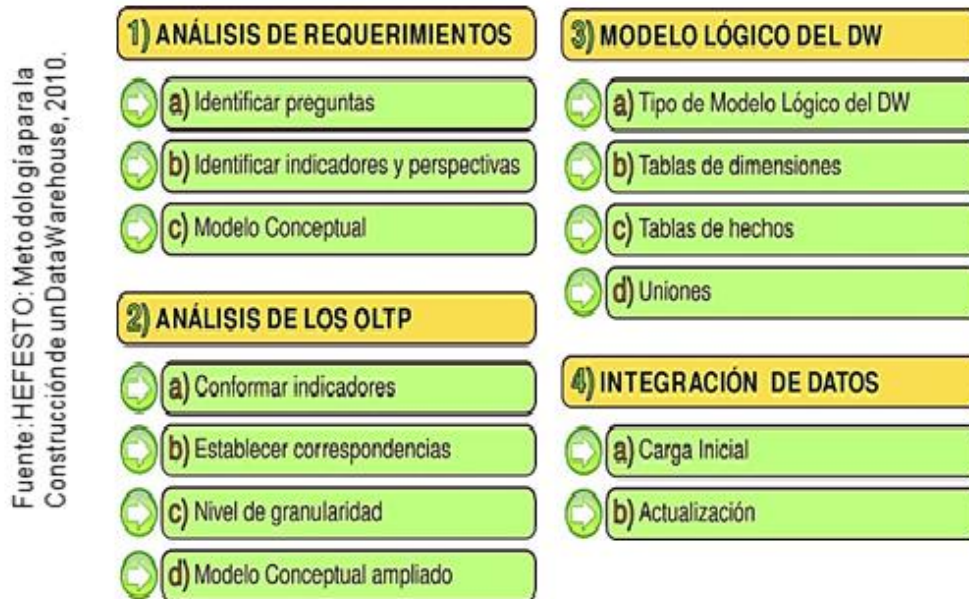 Fuente: HEFESTO: Metodología para la
Construcción de un Data Warehouse, 2010.
1) ANÁLISIS DE REQUERIMIENTOS
a) Identificar preguntas
b) Identificar indicadores y perspectivas
c) Modelo Conceptual
2) ANÁLISIS DE LOS OLTP
a) Conformar indicadores
b) Establecer correspondencias
c) Nivel de granularidad
d) Modelo Conceptual ampliado
3) MODELO LÓGICO DEL DW
a) Tipo de Modelo Lógico del DW
b) Tablas de dimensiones
c) Tablas de hechos
d) Uniones
4) INTEGRACIÓN DE DATOS
a) Carga Inicial
b) Actualización